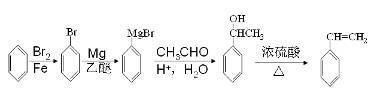 OH
Br MgBr CHCH₃ CH=CH₂
Br₂ Mg CH₃CHO 浓硫酸
Fe 乙醚 H⁺, H₂O △